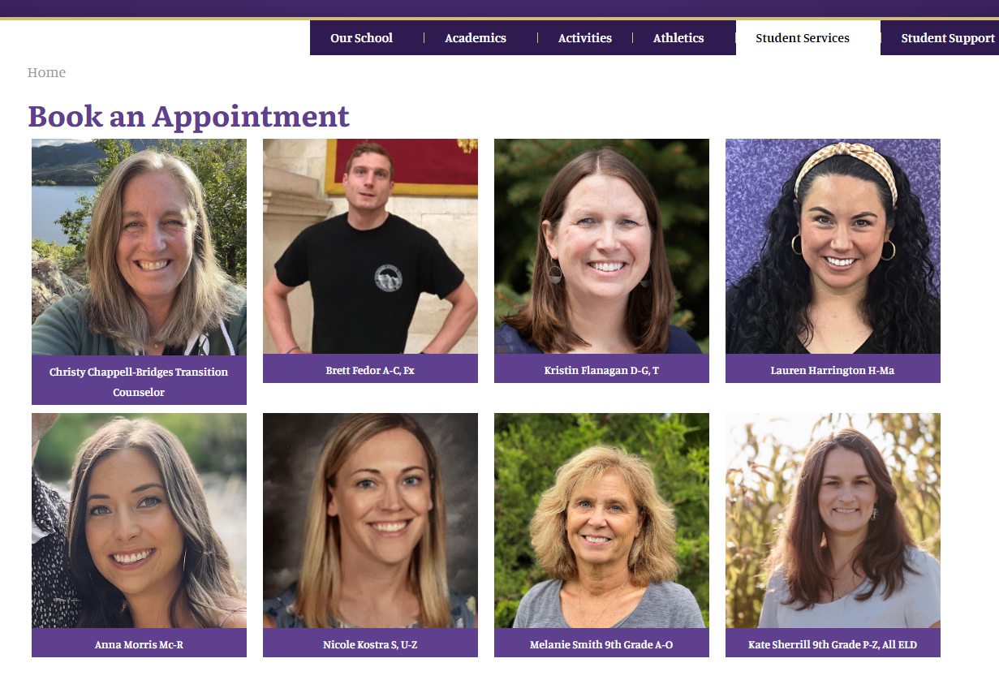 Our School
Academics
Activities
Athletics
Student Services
Student Support
Home
Book an Appointment
Christy Chappell-Bridges Transition
Counselor
Brett Fedor A-C, Fx
Kristin Flanagan D-G, T
Lauren Harrington H-Ma
Anna Morris Mc-R
Nicole Kostra S, U-Z
Melanie Smith 9th Grade A-O
Kate Sherrill 9th Grade P-Z, All ELD